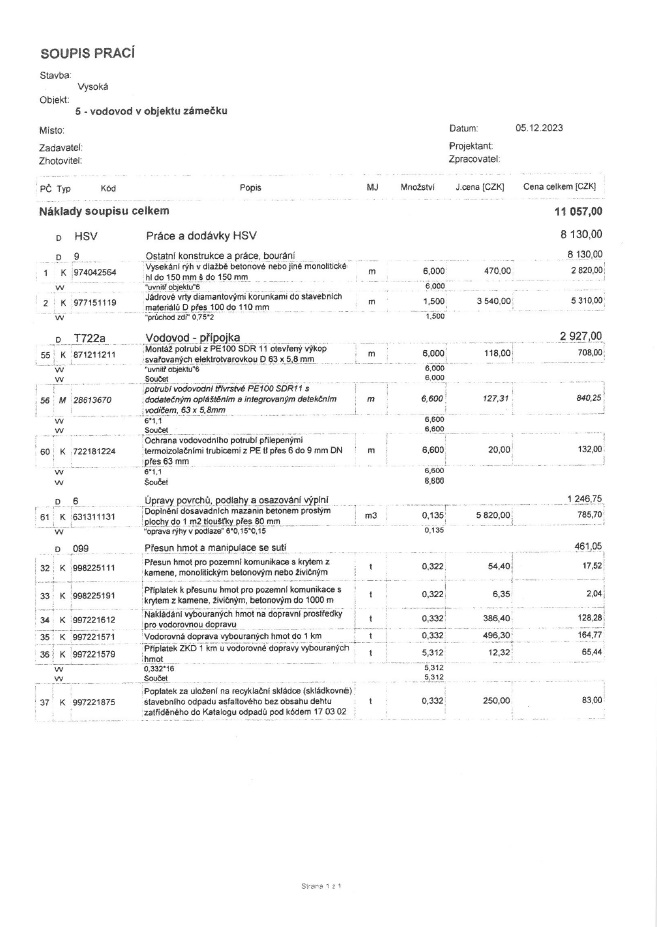 SOUPIS PRACÍ
Stavba:
Vysoká
Objekt:
5 - vodovod v objektu zámečku
Místo: Datum: 05.12.2023
Zadavatel: Projektant:
Zhotovitel: Zpracovatel:
PČ Typ Kód Popis MJ Množství J.cena [CZK] Cena celkem [CZK]
Náklady soupisu celkem 11 057,00
D HSV Práce a dodávky HSV 8 130,00
D 9 Ostatní konstrukce a práce, bourání 8 130,00
1 K 974042564 Vysekání rýh v dlažbě betonové nebo jiné monolitické m 6,000 470,00 2 820,00
hl do 150 mm š do 150 mm
VV "uvnitř objektu"6 6,000
2 K 977151119 Jádrové vrty diamantovými korunkami do stavebních m 1,500 3 540,00 5 310,00
materiálů D přes 100 do 110 mm
VV "průchod zdí" 0,75*2 1,500
D T722a Vodovod - přípojka 2 927,00
55 K 871211211 Montáž potrubí z PE100 SDR 11 otevřený výkop m 6,000 118,00 708,00
svařovaných elektrotvarovkou D 63 x 5,8 mm
VV "uvnitř objektu"6 6,000
VV Součet 6,000
56 M 28613670 potrubí vodovodní třívrstvé PE100 SDR11 s m 6,600 127,31 840,25
dodatečným opláštěním a integrovaným detekčním
vodičem, 63 x 5,8mm
VV 6*1,1 6,600
VV Součet 6,600
60 K 722181224 Ochrana vodovodního potrubí přilepenými m 6,600 20,00 132,00
termoizolačními trubicemi z PE tl přes 6 do 9 mm DN
přes 63 mm
VV 6*1,1 6,600
VV Součet 6,600
D 6 Úpravy povrchů, podlahy a osazování výplní 1 246,75
61 K 631311131 Doplnění dosavadních mazanin betonem prostým m3 0,135 5 820,00 785,70
plochy do 1 m2 tloušťky přes 80 mm
VV "oprava rýhy v podlaze" 6*0,15*0,15 0,135
D 099 Přesun hmot a manipulace se sutí 461,05
32 K 998225111 Přesun hmot pro pozemní komunikace s krytem z t 0,322 54,40 17,52
kamene, monolitickým betonovým nebo živičným
33 K 998225191 Příplatek k přesunu hmot pro pozemní komunikace s t 0,322 6,35 2,04
krytem z kamene, živičným, betonovým do 1000 m
34 K 997221612 Nakládání vybouraných hmot na dopravní prostředky t 0,332 386,40 128,28
pro vodorovnou dopravu
35 K 997221571 Vodorovná doprava vybouraných hmot do 1 km t 0,332 496,30 164,77
36 K 997221579 Příplatek ZKD 1 km u vodorovné dopravy vybouraných t 5,312 12,32 65,44
hmot
VV 0,332*16 5,312
VV Součet 5,312
37 K 997221875 Poplatek za uložení na recyklační skládce (skládkovné) t 0,332 250,00 83,00
stavebního odpadu asfaltového bez obsahu dehtu
zatříděného do Katalogu odpadů pod kódem 17 03 02
Strana 1 z 1